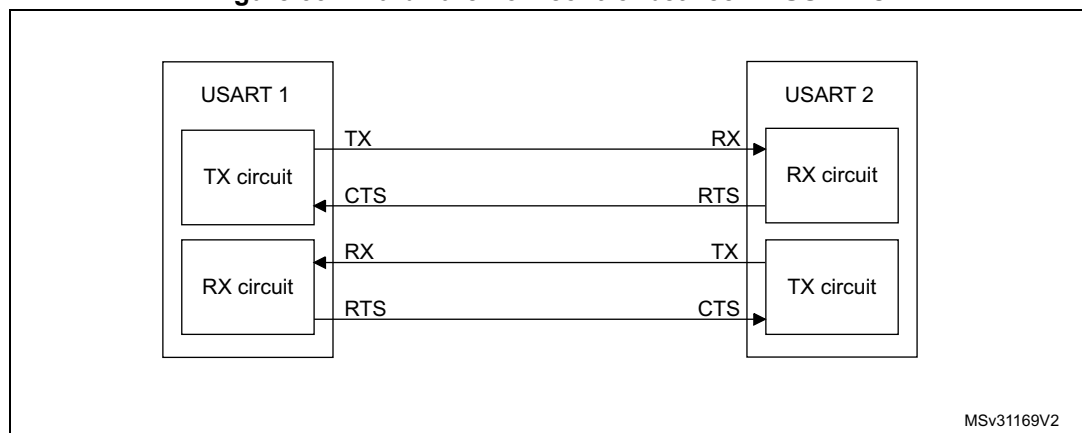 USART 1 USART 2
TX RX
TX circuit RX circuit
CTS RTS
RX TX
RX circuit TX circuit
RTS CTS
MSv31169V2